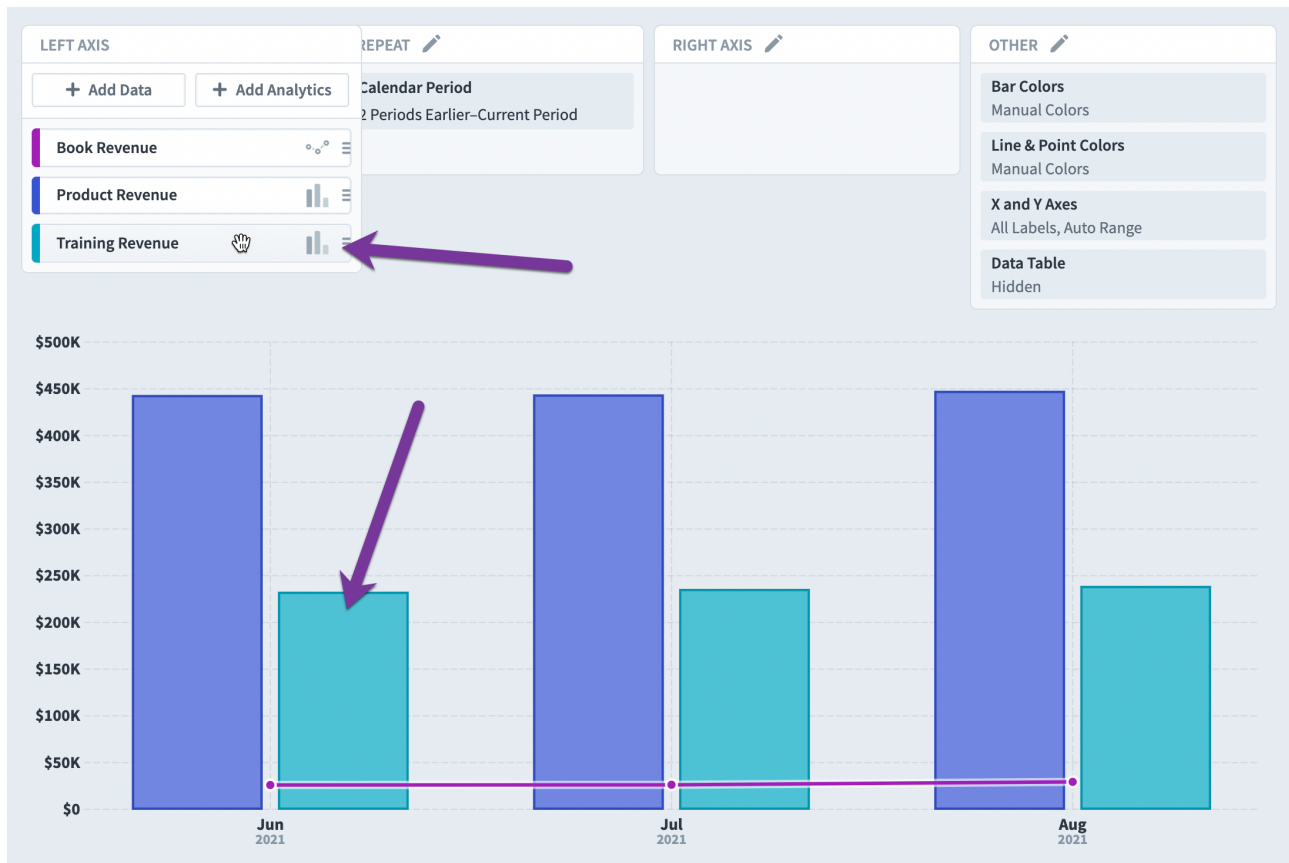 LEFT AXIS
Add Data
Add Analytics
Book Revenue
Product Revenue
Training Revenue
REPEAT
Calendar Period
2 Periods Earlier–Current Period
RIGHT AXIS
OTHER
Bar Colors
Manual Colors
Line & Point Colors
Manual Colors
X and Y Axes
All Labels, Auto Range
Data Table
Hidden
$500K
$450K
$400K
$350K
$300K
$250K
$200K
$150K
$100K
$50K
$0
Jun
2021
Jul
2021
Aug
2021